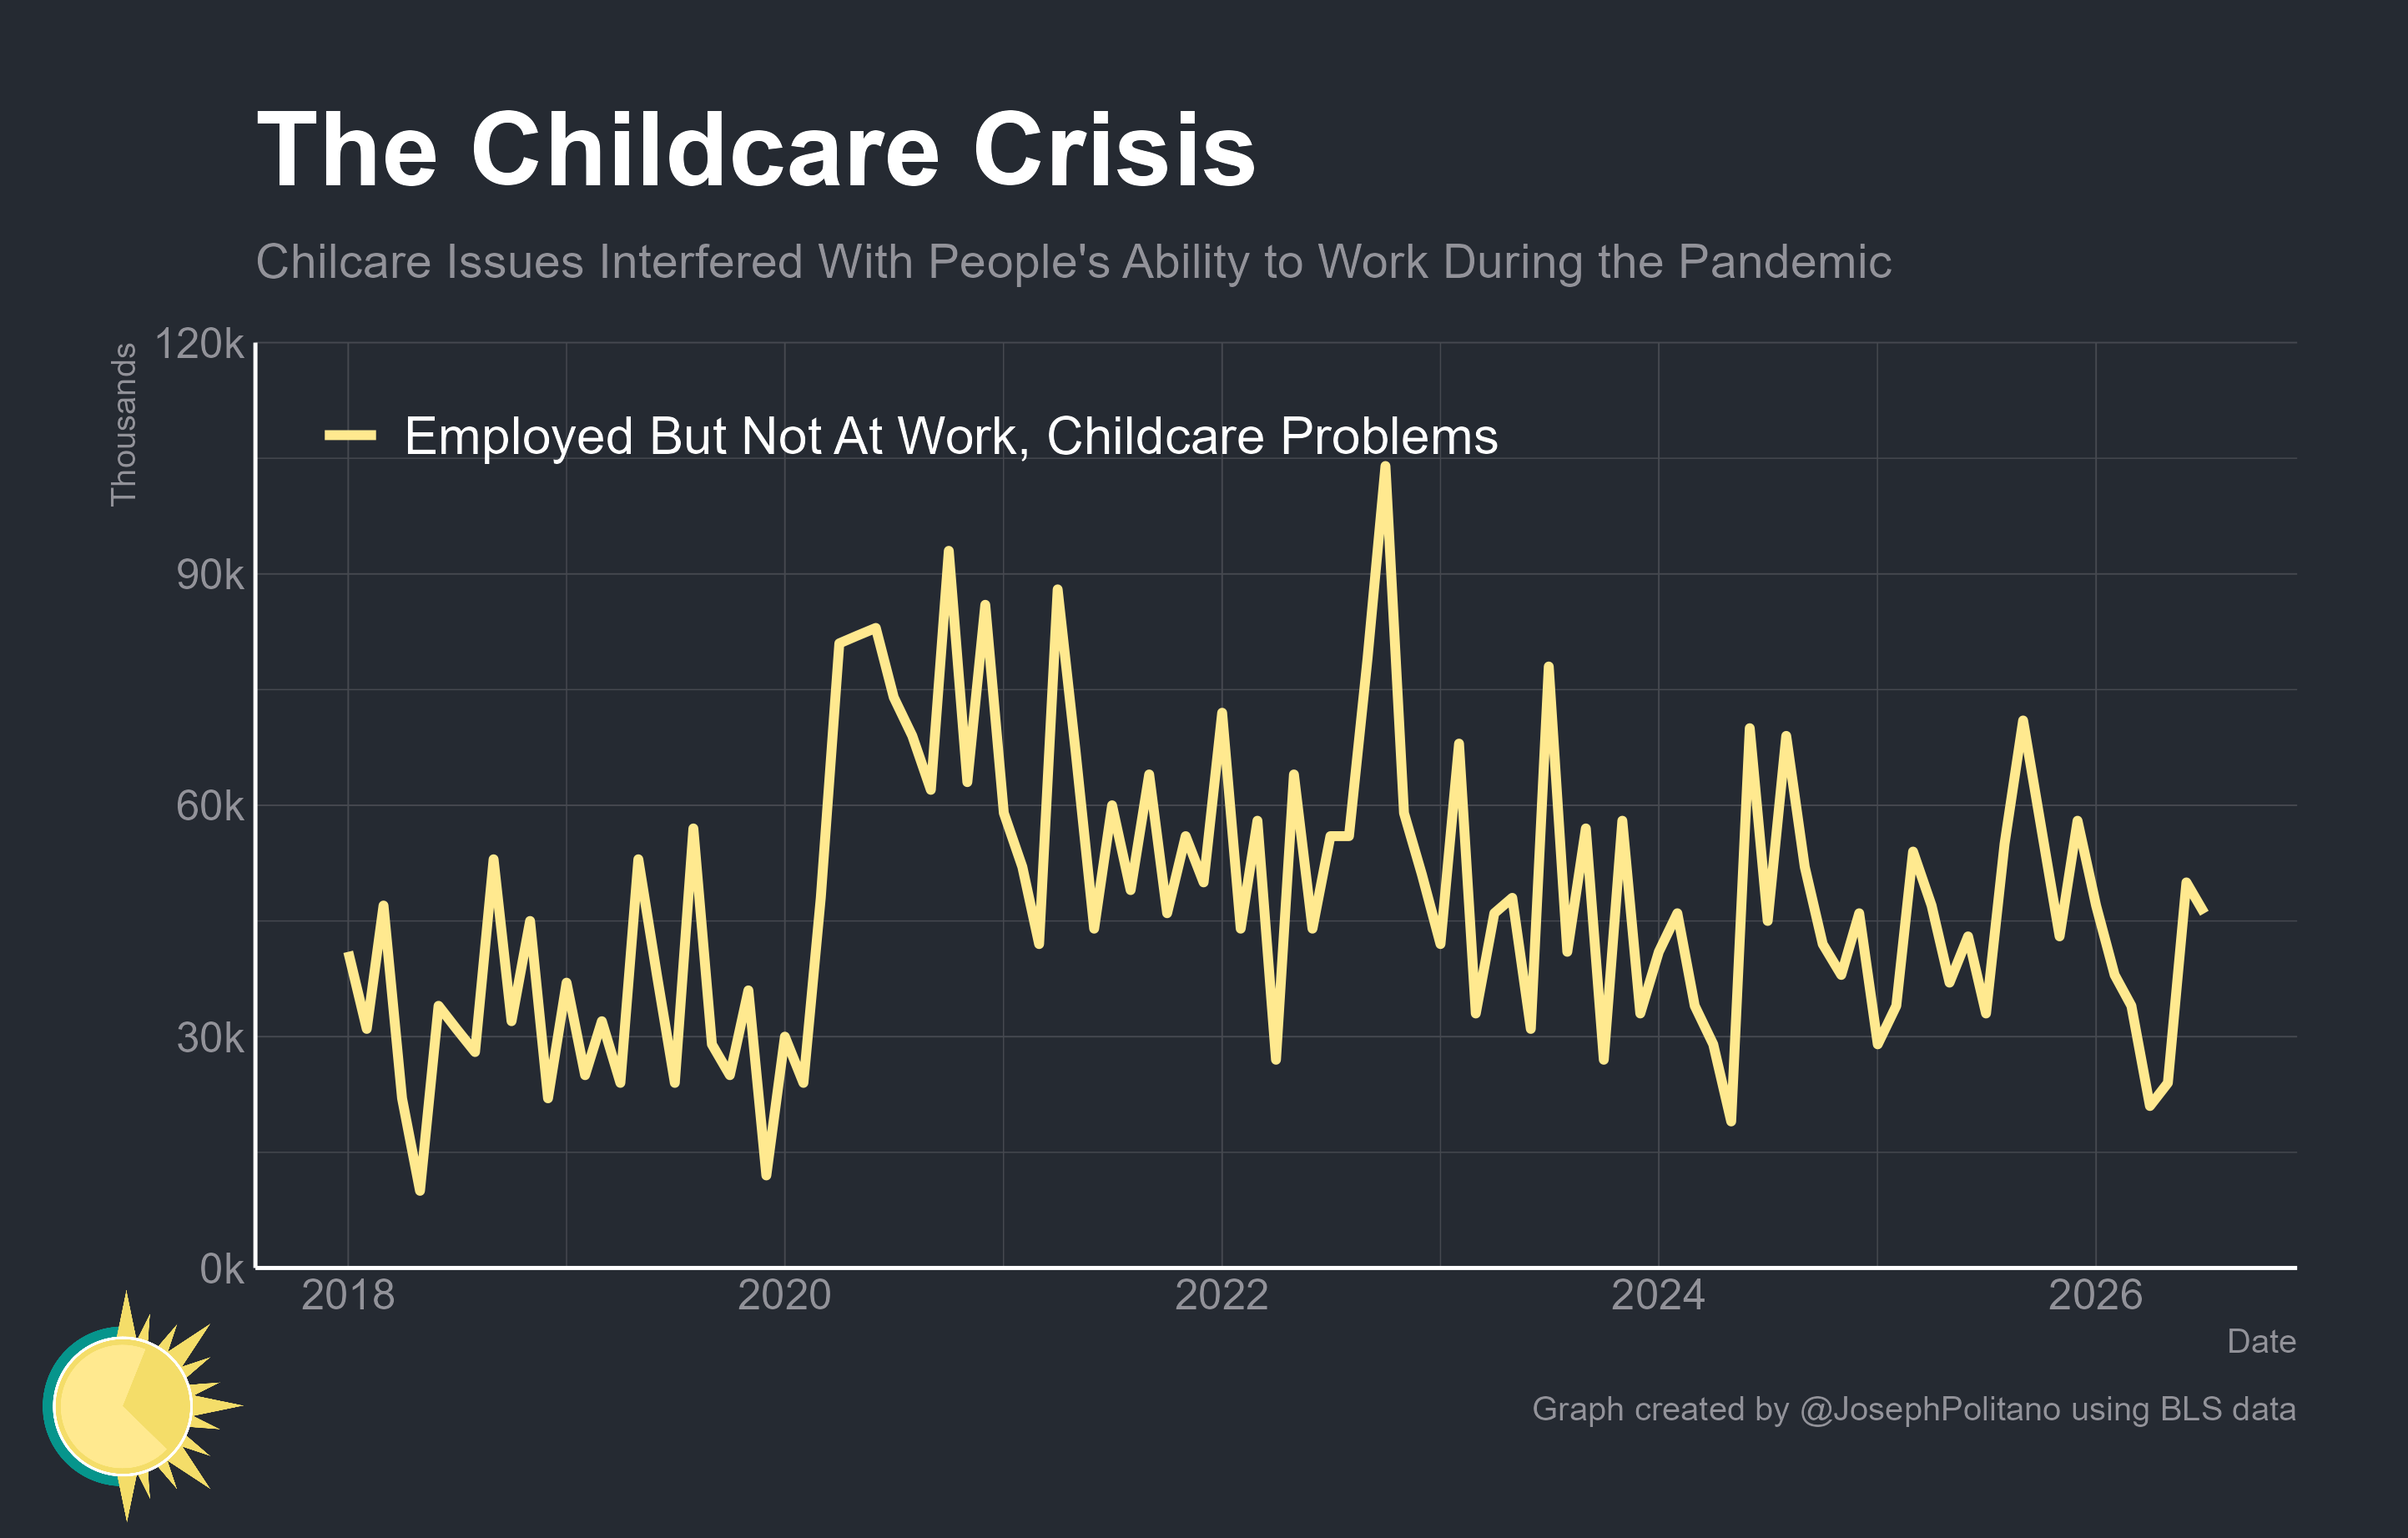 The Childcare Crisis
Chilcare Issues Interfered With People's Ability to Work During the Pandemic
Thousands
120k
Employed But Not At Work, Childcare Problems
90k
60k
30k
0k
2018 2020 2022 2024 2026
Date
Graph created by @JosephPolitano using BLS data